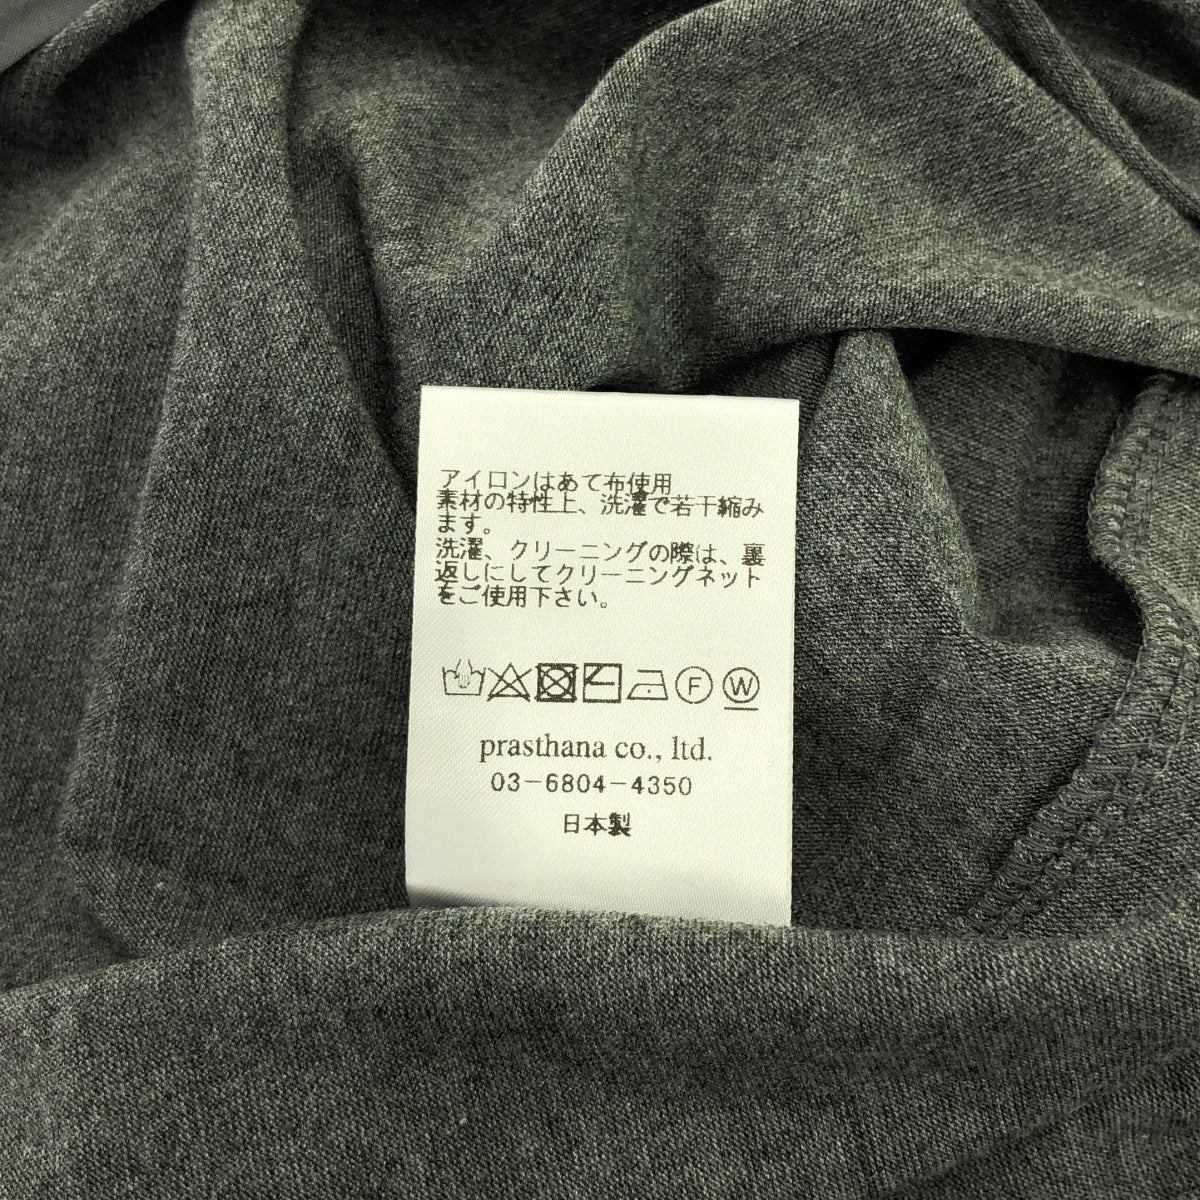 アイロンはあて布使用
素材の特性上、洗濯で若干縮み
ます。
洗濯、クリーニングの際は、裏
返しにしてクリーニングネット
をご使用下さい。
F W
prasthana co., ltd.
03-6804-4350
日本製